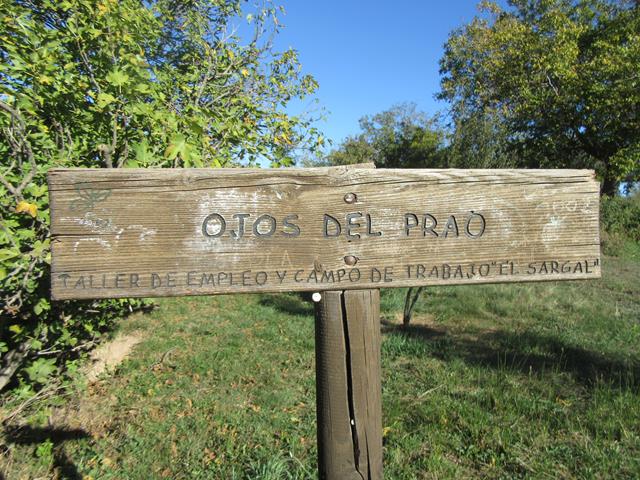 OJOS DEL PRAO
TALLER DE EMPLEO Y CAMPO DE TRABAJO "EL SARGAL"